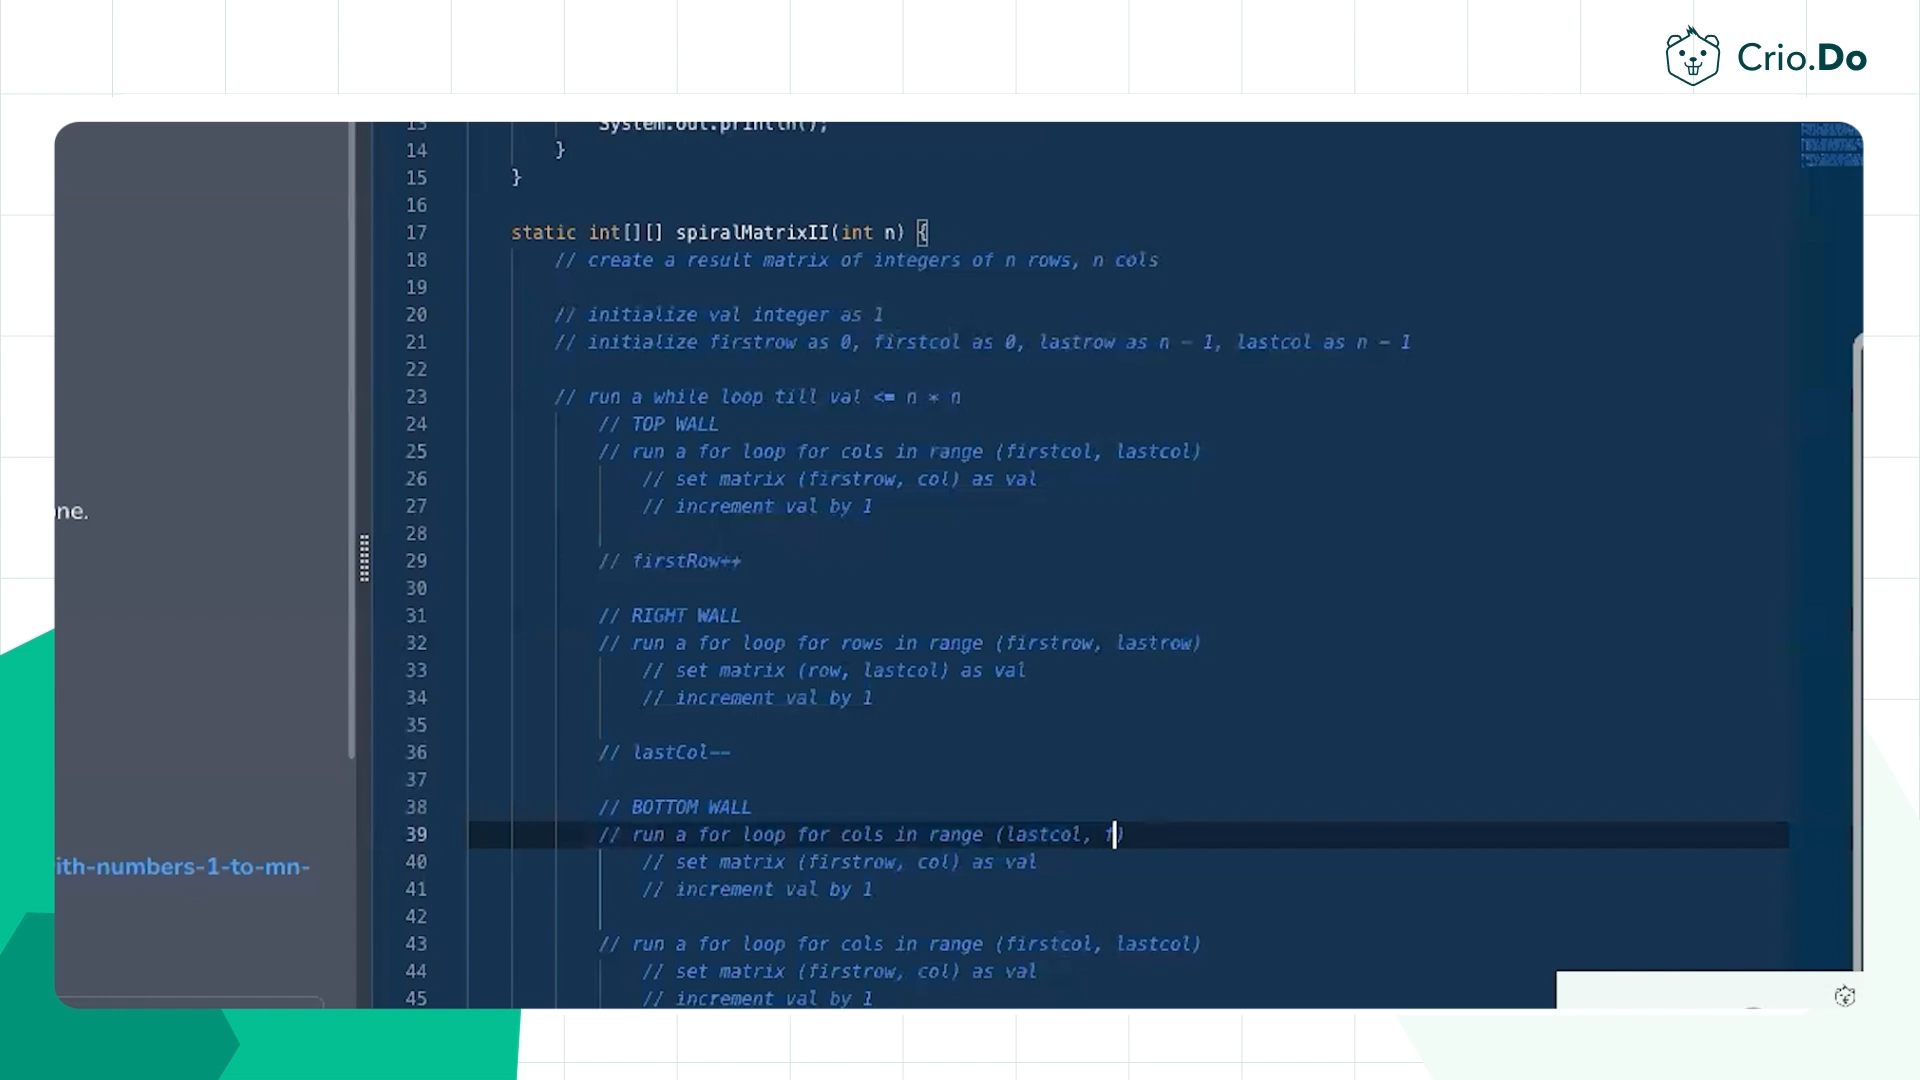 Crio.Do
13 System.out.println();
14 }
15 }
16
17 static int[][] spiralMatrixII(int n) {
18 // create a result matrix of integers of n rows, n cols
19
20 // initialize val integer as 1
21 // initialize firstrow as 0, firstcol as 0, lastrow as n - 1, lastcol as n - 1
22
23 // run a while loop till val <= n * n
24 // TOP WALL
25 // run a for loop for cols in range (firstcol, lastcol)
26 // set matrix (firstrow, col) as val
27 // increment val by 1
28
29 // firstRow++
30
31 // RIGHT WALL
32 // run a for loop for rows in range (firstrow, lastrow)
33 // set matrix (row, lastcol) as val
34 // increment val by 1
35
36 // lastCol--
37
38 // BOTTOM WALL
39 // run a for loop for cols in range (lastcol, f)
40 // set matrix (firstrow, col) as val
41 // increment val by 1
42
43 // run a for loop for cols in range (firstcol, lastcol)
44 // set matrix (firstrow, col) as val
45 // increment val by 1
ne.
ith-numbers-1-to-mn-